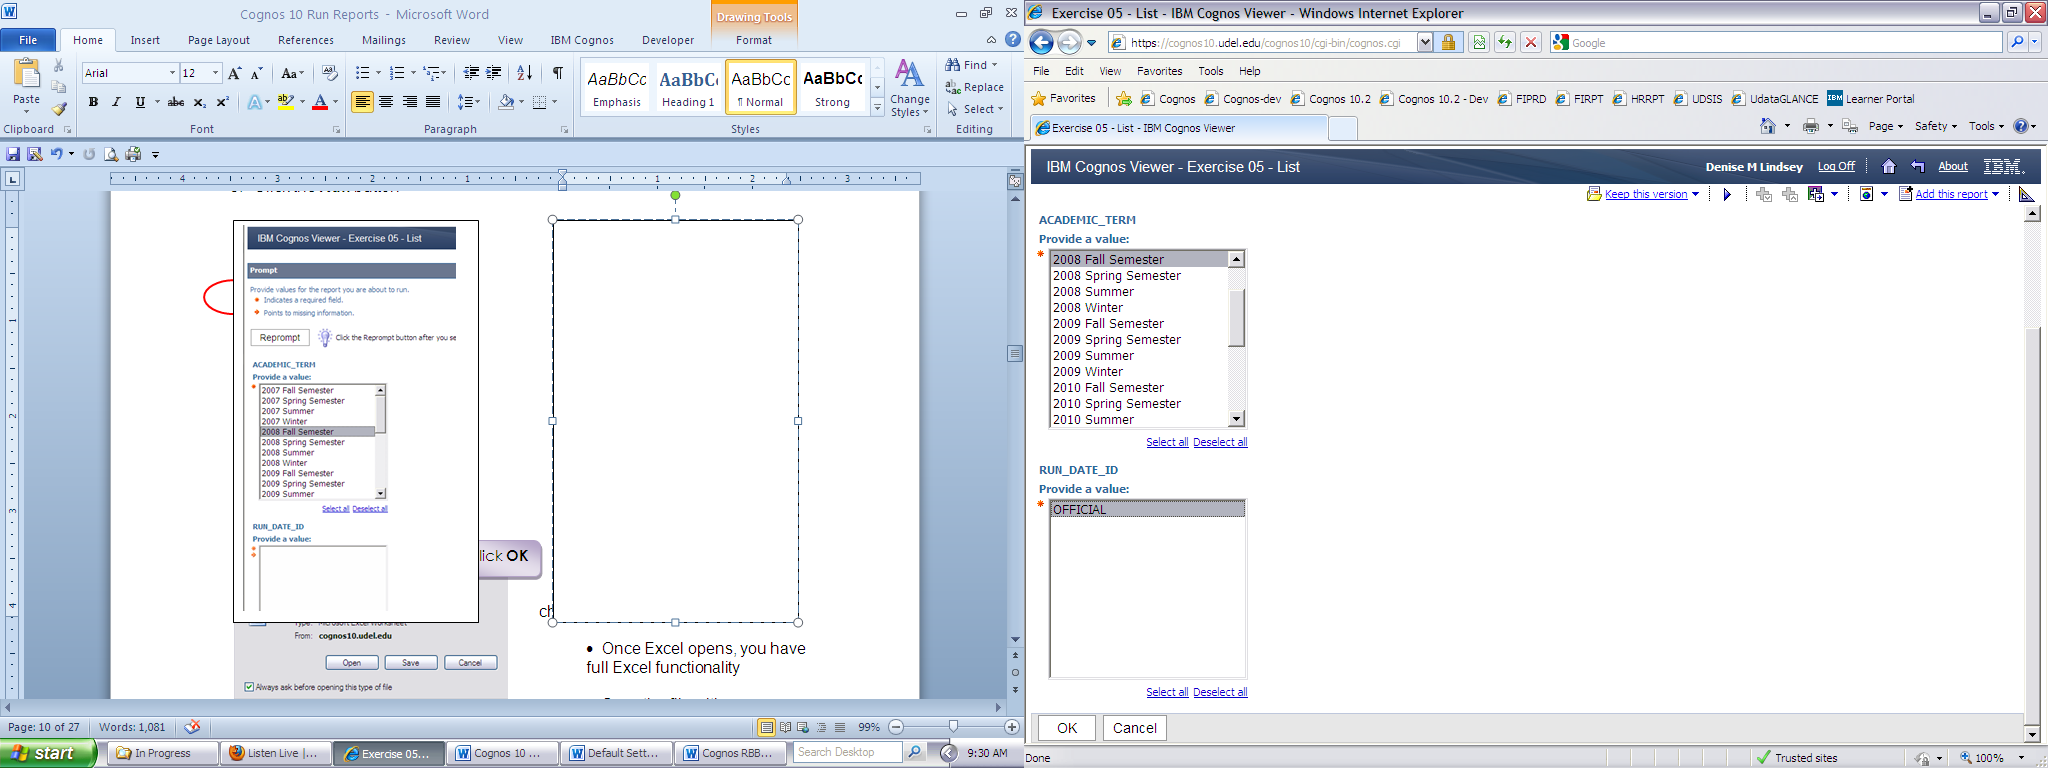 Cognos 10 Run Reports - Microsoft Word
Drawing Tools
File
Home
Insert
Page Layout
References
Mailings
Review
View
IBM Cognos
Developer
Format
Paste
Clipboard
Arial
12
Font
Paragraph
AaBbCc
Emphasis
AaBbC
Heading 1
AaBbCc
¶ Normal
AaBbCc
Strong
Change Styles
Styles
Find
Replace
Select
Editing
IBM Cognos Viewer - Exercise 05 - List
Prompt
Provide values for the report you are about to run.
Indicates a required field.
Points to missing information.
Reprompt
Click the Reprompt button after you se
ACADEMIC_TERM
Provide a value:
2007 Fall Semester
2007 Spring Semester
2007 Summer
2007 Winter
2008 Fall Semester
2008 Spring Semester
2008 Summer
2008 Winter
2009 Fall Semester
2009 Spring Semester
2009 Summer
Select all Deselect all
RUN_DATE_ID
Provide a value:
lick OK
ch
From: cognos10.udel.edu
Open
Save
Cancel
Always ask before opening this type of file
• Once Excel opens, you have
full Excel functionality
Page: 10 of 27
Words: 1,081
99%
start
In Progress
Listen Live |...
Exercise 05...
Cognos 10 ...
Default Sett...
Cognos RBB...
Search Desktop
9:30 AM
Exercise 05 - List - IBM Cognos Viewer - Windows Internet Explorer
https://cognos10.udel.edu/cognos10/cgi-bin/cognos.cgi
Google
File
Edit
View
Favorites
Tools
Help
Favorites
Cognos
Cognos-dev
Cognos 10.2
Cognos 10.2 - Dev
FIPRD
FIRPT
HRRPT
UDSIS
UdataGLANCE
IBM Learner Portal
Exercise 05 - List - IBM Cognos Viewer
Page
Safety
Tools
IBM Cognos Viewer - Exercise 05 - List
Denise M Lindsey
Log Off
About
IBM.
Keep this version
Add this report
ACADEMIC_TERM
Provide a value:
2008 Fall Semester
2008 Spring Semester
2008 Summer
2008 Winter
2009 Fall Semester
2009 Spring Semester
2009 Summer
2009 Winter
2010 Fall Semester
2010 Spring Semester
2010 Summer
Select all Deselect all
RUN_DATE_ID
Provide a value:
OFFICIAL
Select all Deselect all
OK
Cancel
Done
Trusted sites
100%